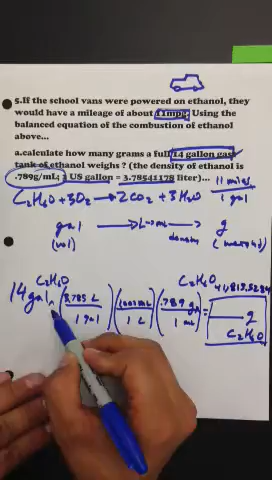 5.If the school vans were powered on ethanol, they
would have a mileage of about 11mpg. Using the
balanced equation of the combustion of ethanol
above...
a.calculate how many grams a full 14 gallon gas
tank of ethanol weighs ? (the density of ethanol is
.789g/mL; 1 US gallon = 3.78541178 liter)...
11 miles
1 gal
C2H6O + 3O2 → 2CO2 + 3H2O
gal → L→mL → g
(vol) density (weight)
C2H6O C2H6O
14 gal (3.785 L / 1 gal) (1000 mL / 1 L) (.789 g / 1 mL) = g
C2H6O